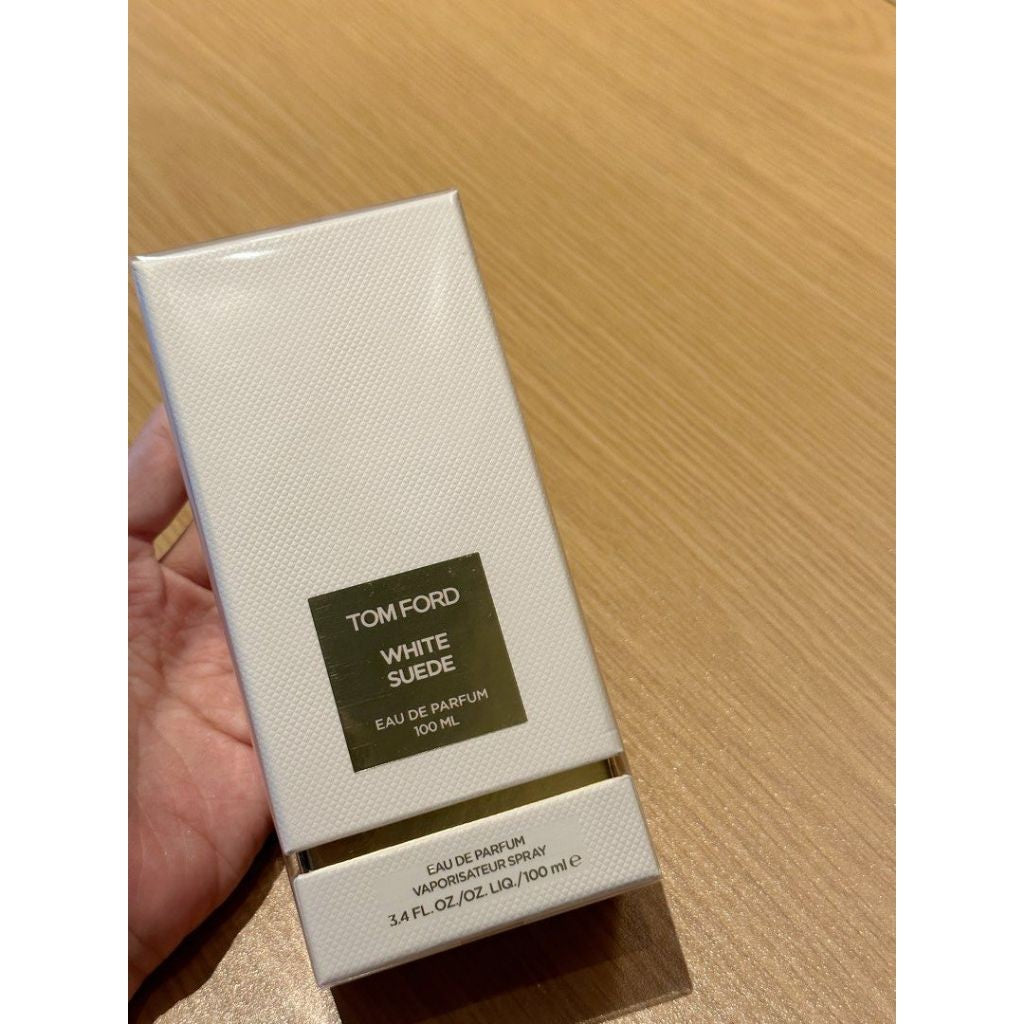 TOM FORD
WHITE
SUEDE
EAU DE PARFUM
100 ML
EAU DE PARFUM
VAPORISATEUR SPRAY
3.4 FL. OZ./OZ. LIQ./100 ml ℮